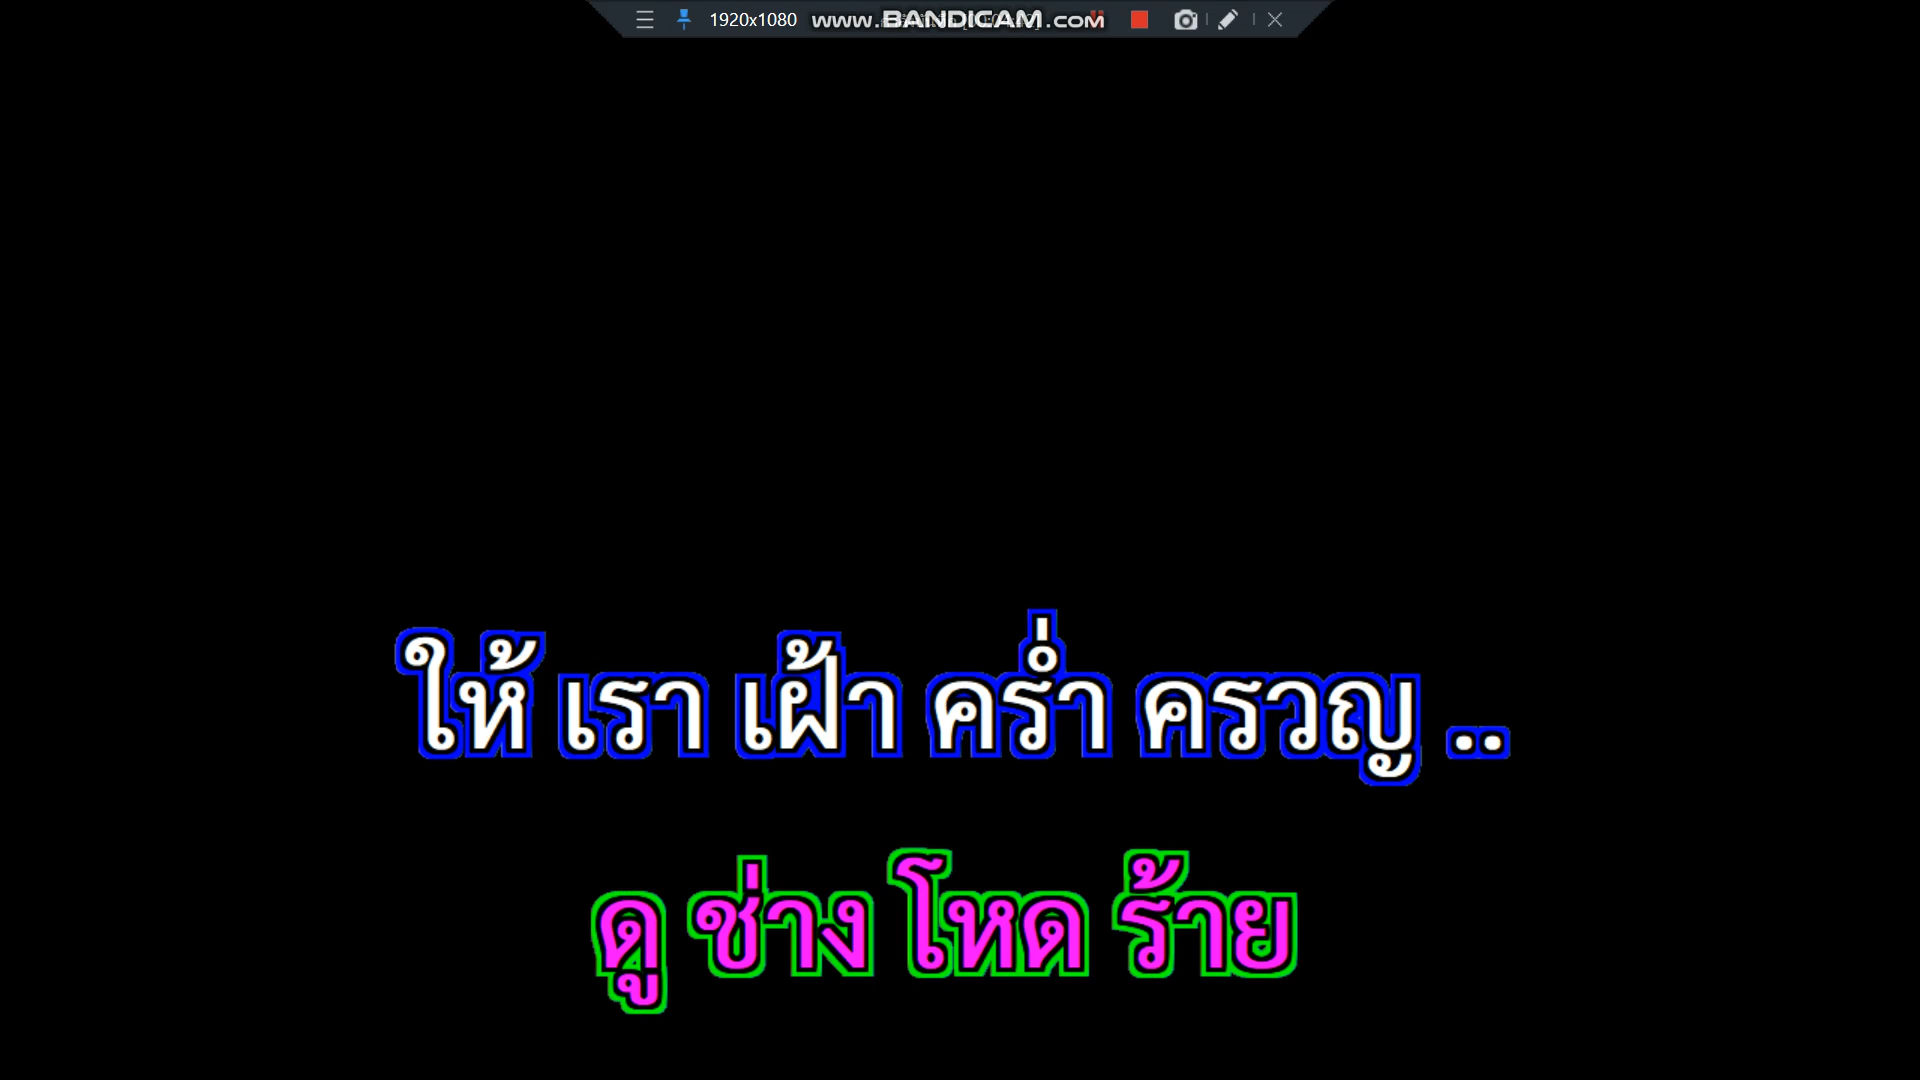 1920x1080 www.BANDICAM.com
ให้ เรา เฝ้า คร่ำ ครวญ ..
ดู ช่าง โหด ร้าย